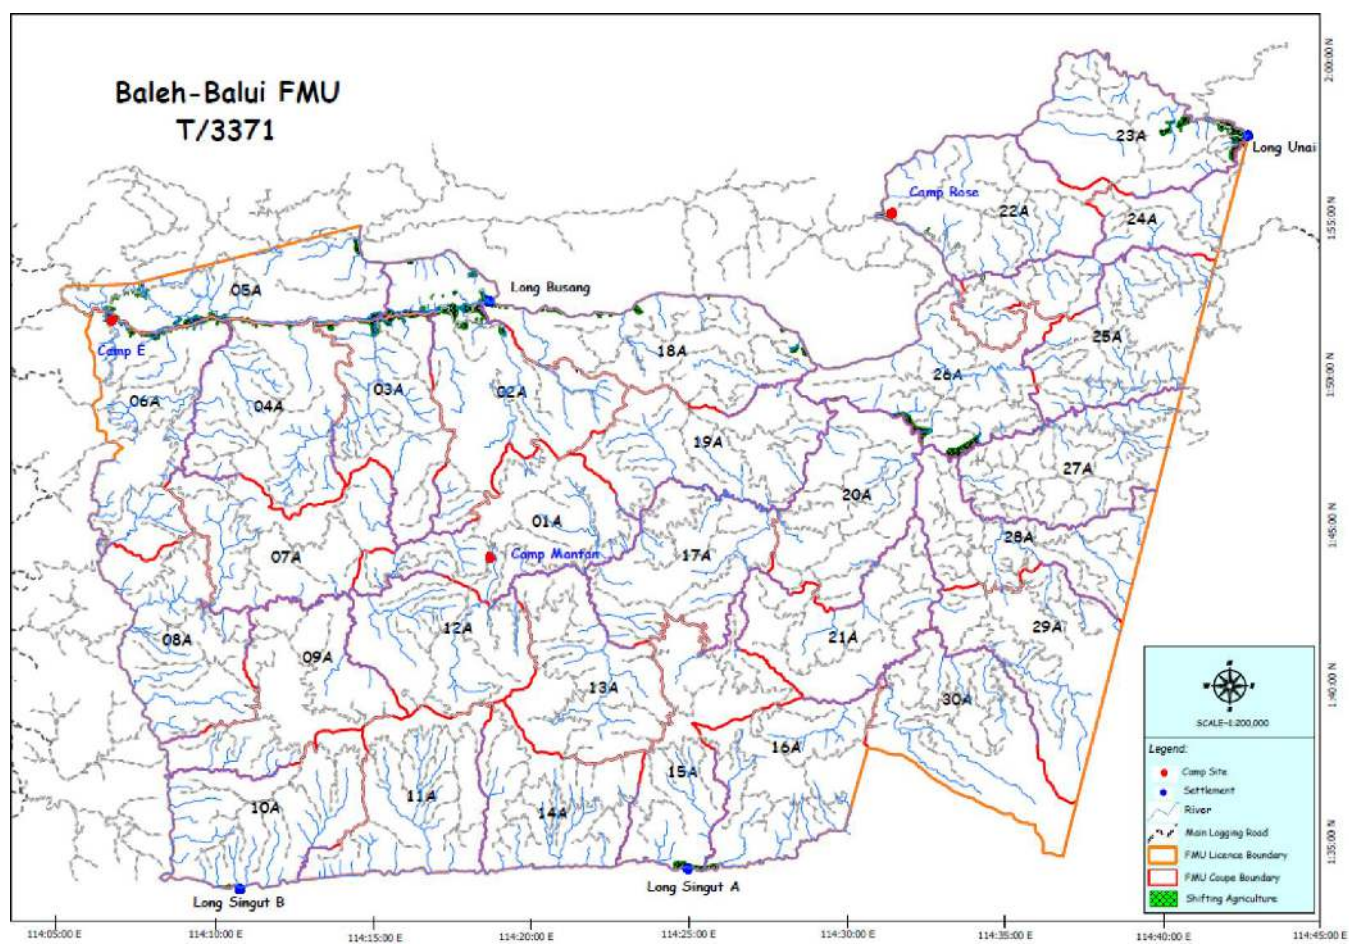 Baleh-Balui FMU
T/3371
2:00:00 N
23A
Long Unai
Camp Rose
22A
24A
1:55:00 N
05A
Long Busang
Camp E
18A
25A
1:50:00 N
06A
04A
03A
02A
26A
19A
27A
20A
01A
28A
1:45:00 N
07A
Camp Mantan
17A
08A
09A
12A
21A
29A
13A
30A
1:40:00 N
16A
15A
10A
11A
14A
1:35:00 N
Long Singut A
Long Singut B
N
W
E
S
SCALE=1:200,000
Legend:
Camp Site
Settlement
River
Main Logging Road
FMU Licence Boundary
FMU Coupe Boundary
Shifting Agriculture
114:05:00 E
114:10:00 E
114:15:00 E
114:20:00 E
114:25:00 E
114:30:00 E
114:35:00 E
114:40:00 E
114:45:00 E